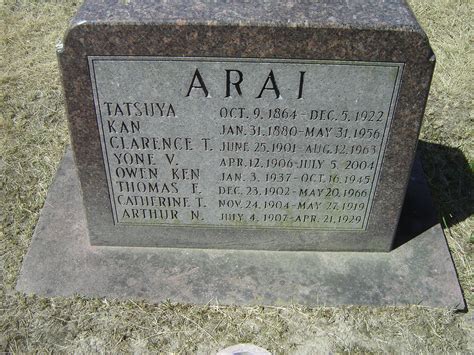 ARAI
TATSUYA OCT. 9, 1864 - DEC. 5, 1922
KAN JAN. 31, 1880 - MAY 31, 1956
CLARENCE T. JUNE 25, 1901 - AUG. 12, 1963
YONE V. APR. 12, 1906 - JULY 5, 2004
OWEN KEN JAN. 3, 1937 - OCT. 16, 1945
THOMAS E. DEC. 23, 1902 - MAY 20, 1966
CATHERINE T. NOV. 24, 1904 - MAY 27, 1919
ARTHUR N. JULY 4, 1907 - APR. 21, 1929